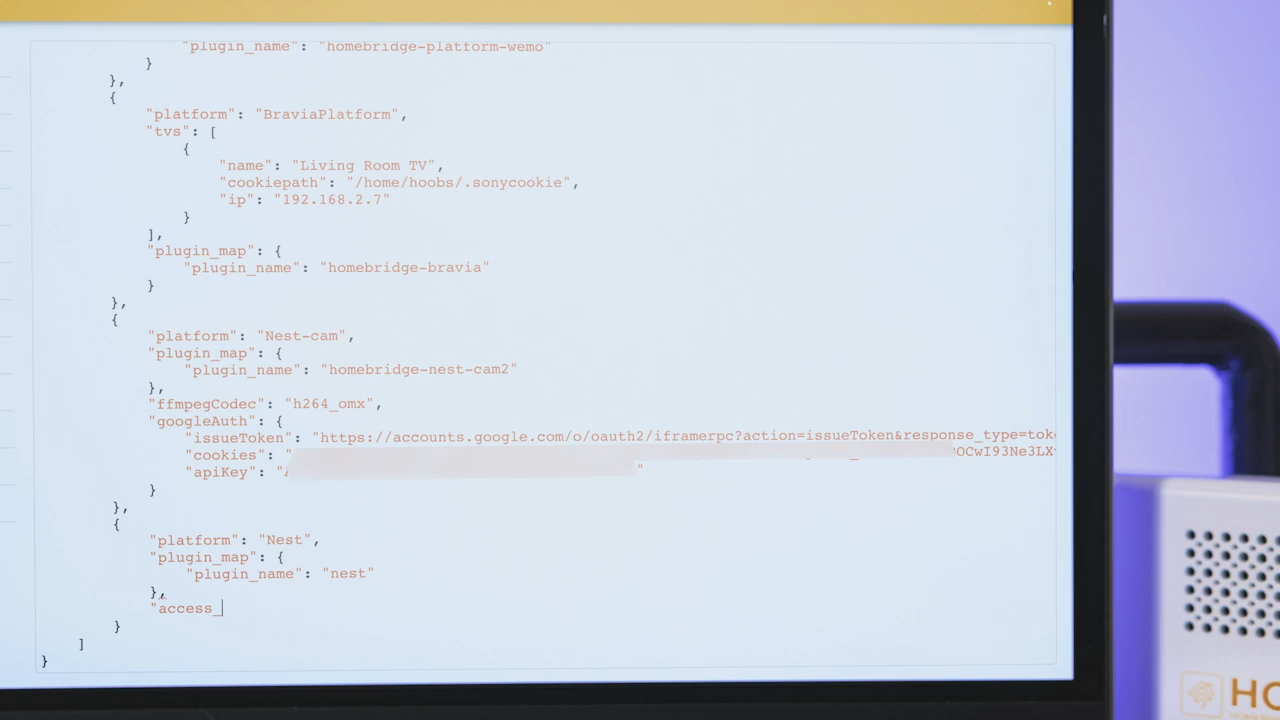 "plugin_name": "homebridge-platform-wemo"
}
},
{
"platform": "BraviaPlatform",
"tvs": [
{
"name": "Living Room TV",
"cookiepath": "/home/hoobs/.sonycookie",
"ip": "192.168.2.7"
}
],
"plugin_map": {
"plugin_name": "homebridge-bravia"
}
},
{
"platform": "Nest-cam",
"plugin_map": {
"plugin_name": "homebridge-nest-cam2"
},
"ffmpegCodec": "h264_omx",
"googleAuth": {
"issueToken": "https://accounts.google.com/o/oauth2/iframerpc?action=issueToken&response_type=toke
"cookies": "
"apiKey": " "
}
},
{
"platform": "Nest",
"plugin_map": {
"plugin_name": "nest"
},
"access_
}
]
}
HO